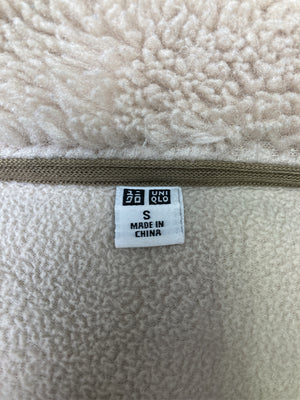 ユニ UNI
クロ QLO
S
MADE IN
CHINA